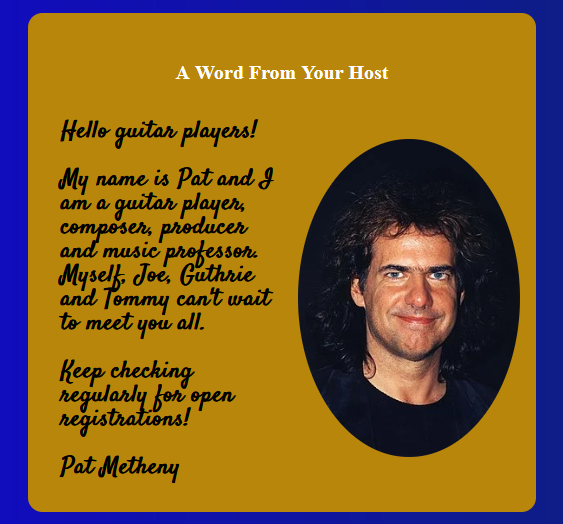 A Word From Your Host
Hello guitar players!
My name is Pat and I
am a guitar player,
composer, producer
and music professor.
Myself, Joe, Guthrie
and Tommy can't wait
to meet you all.
Keep checking
regularly for open
registrations!
Pat Metheny